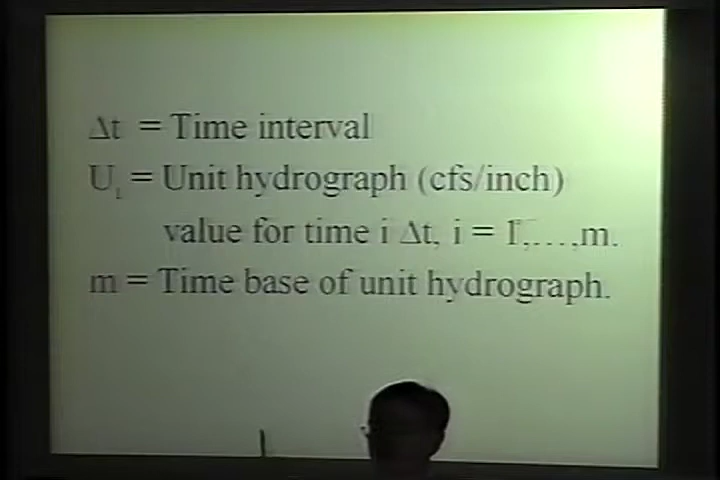 Δt = Time interval
Uᵢ = Unit hydrograph (cfs/inch)
value for time i Δt, i = 1,...,m.
m = Time base of unit hydrograph.